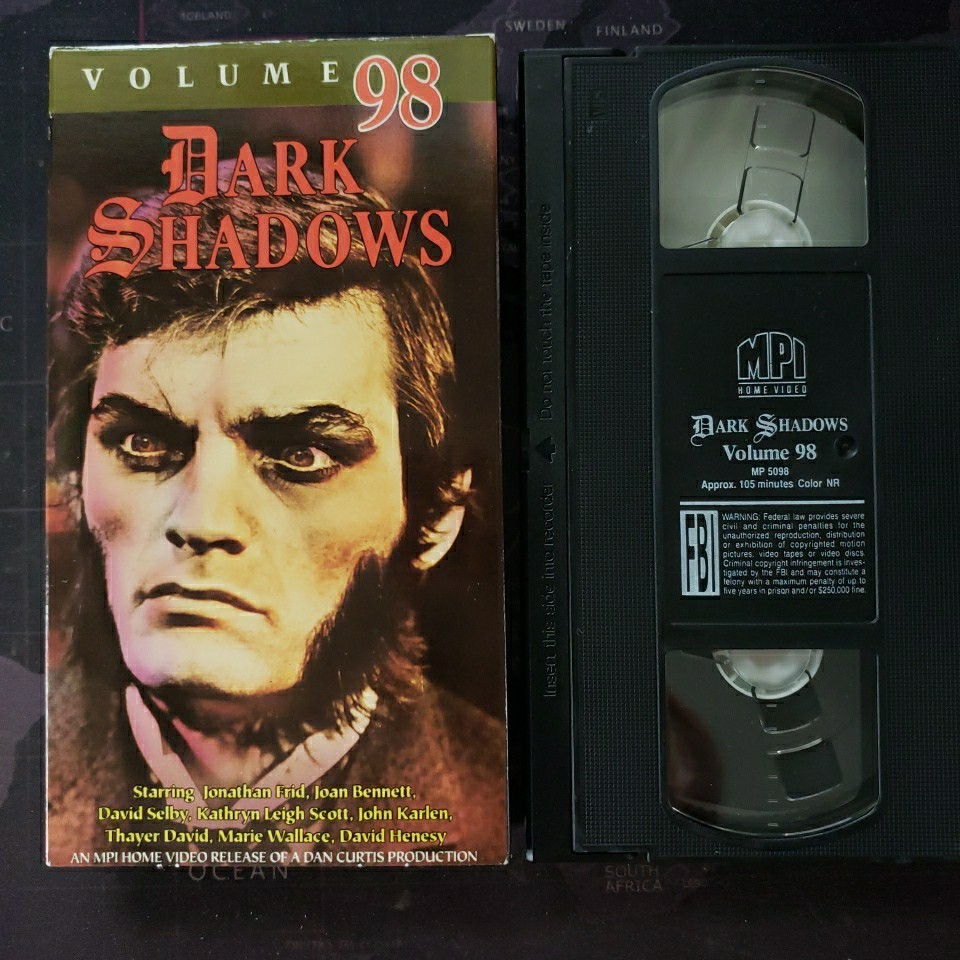 VOLUME 98
DARK
SHADOWS
Starring Jonathan Frid, Joan Bennett,
David Selby, Kathryn Leigh Scott, John Karlen,
Thayer David, Marie Wallace, David Henesy
AN MPI HOME VIDEO RELEASE OF A DAN CURTIS PRODUCTION
Do not touch the tape inside
Insert this side into recorder
MPI
HOME VIDEO
DARK SHADOWS
Volume 98
MP 5098
Approx. 105 minutes Color NR
FBI
WARNING: Federal law provides severe
civil and criminal penalties for the
unauthorized reproduction, distribution
or exhibition of copyrighted motion
pictures, video tapes or video discs.
Criminal copyright infringement is inves-
tigated by the FBI and may constitute a
felony with a maximum penalty of up to
five years in prison and/or $250,000 fine.
ICELAND
SWEDEN
FINLAND
OCEAN
SOUTH
AFRICA